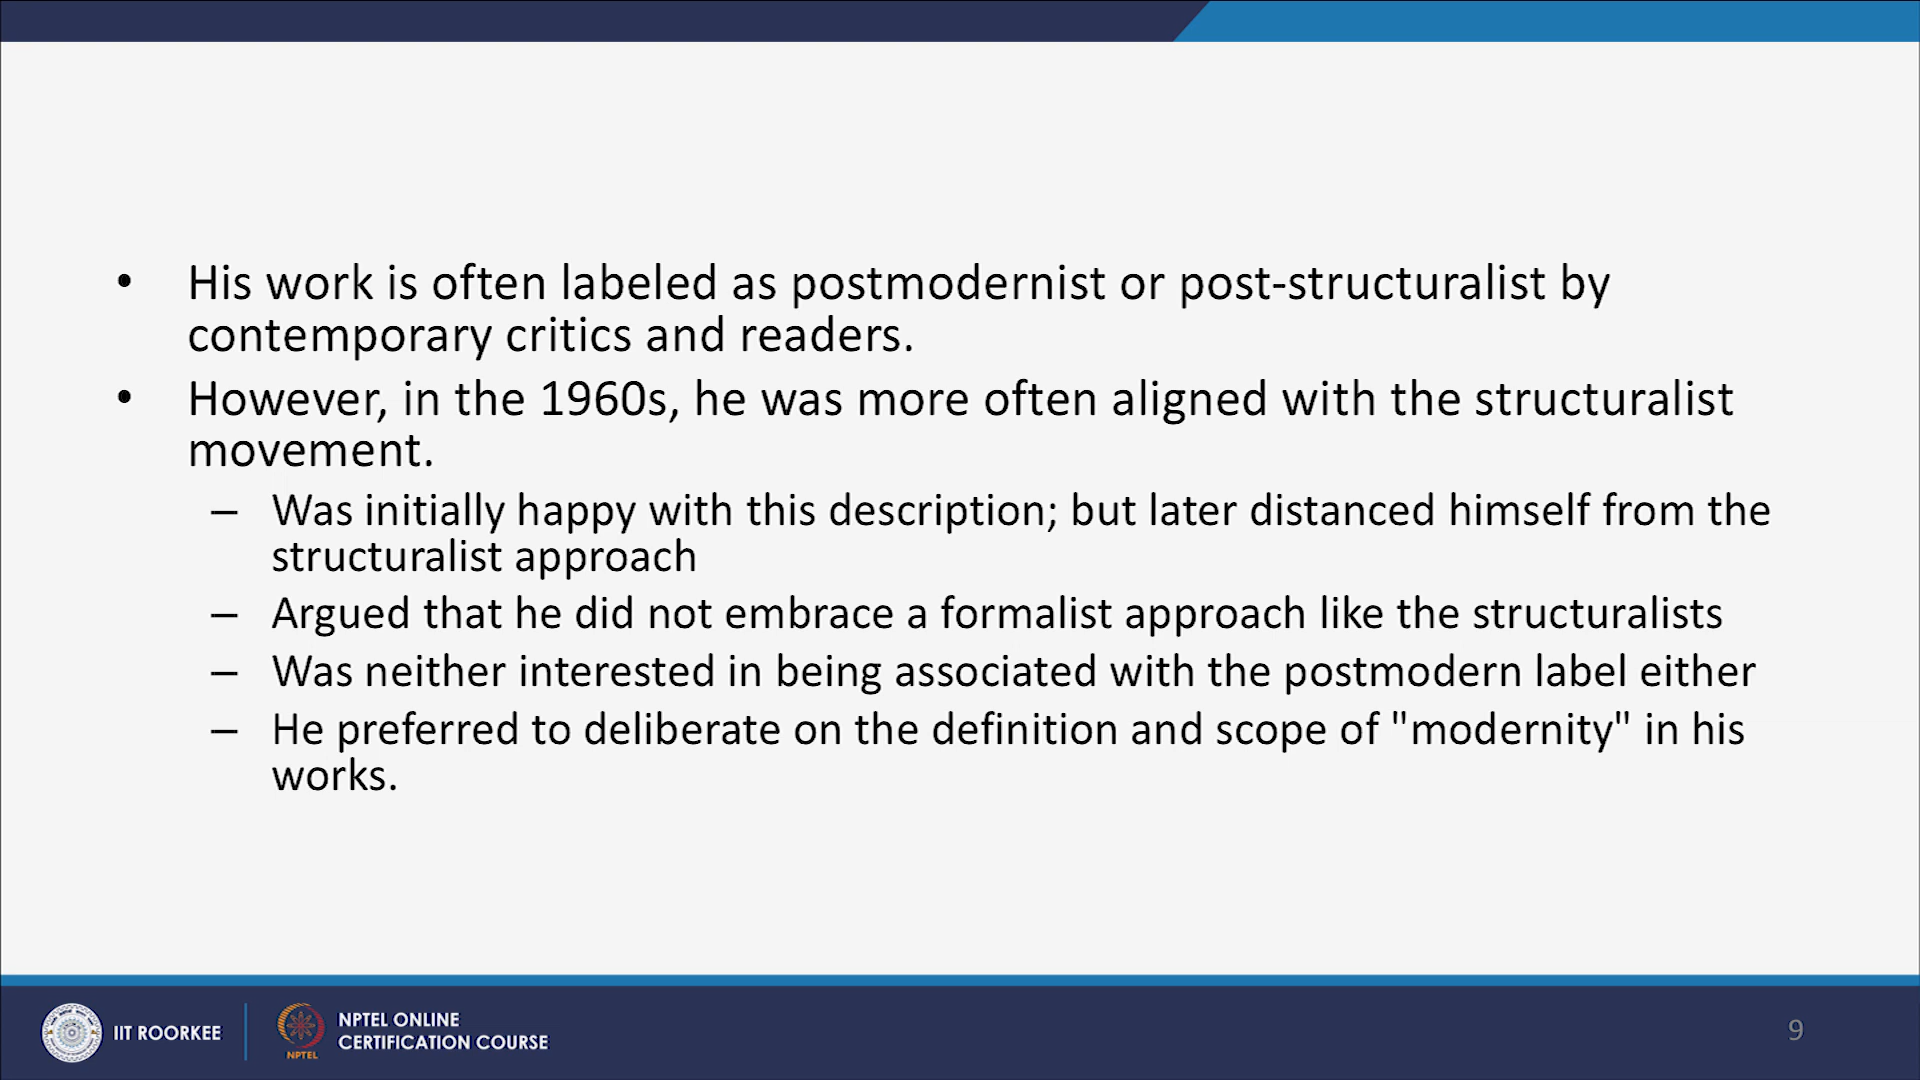 • His work is often labeled as postmodernist or post-structuralist by
contemporary critics and readers.
• However, in the 1960s, he was more often aligned with the structuralist
movement.
– Was initially happy with this description; but later distanced himself from the
structuralist approach
– Argued that he did not embrace a formalist approach like the structuralists
– Was neither interested in being associated with the postmodern label either
– He preferred to deliberate on the definition and scope of "modernity" in his
works.
IIT ROORKEE
NPTEL
NPTEL ONLINE
CERTIFICATION COURSE
9